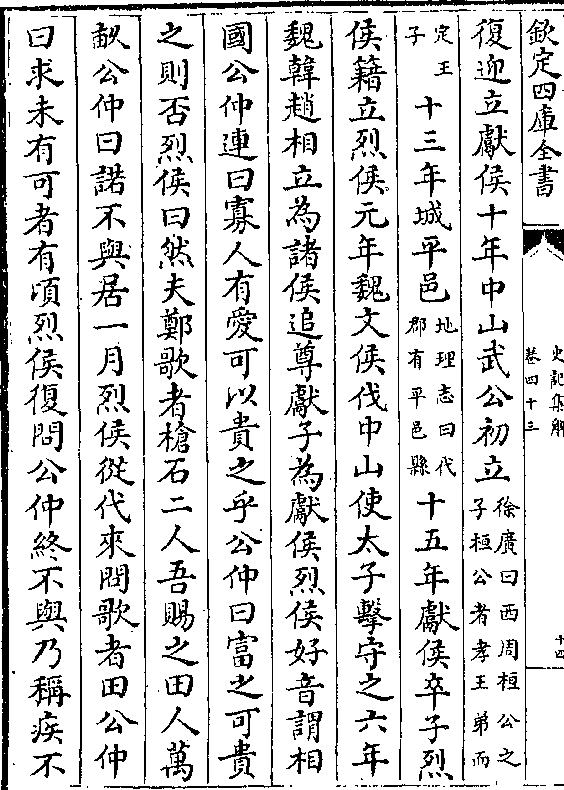 欽定四庫全書
史記集解
卷四十三
十四
復迎立獻侯十年中山武公初立徐廣曰西周桓公之子桓公者孝王弟而
定王子十三年城平邑地理志曰代郡有平邑縣十五年獻侯卒子烈
侯籍立烈侯元年魏文侯伐中山使太子擊守之六年
魏韓趙相立為諸侯追尊獻子為獻侯烈侯好音謂相
國公仲連曰寡人有愛可以貴之乎公仲曰富之可貴
之則否烈侯曰然夫鄭歌者槍石二人吾賜之田人萬
畝公仲曰諾不與居一月烈侯從代來問歌者田公仲
曰求未有可者有頃烈侯復問公仲終不與乃稱疾不